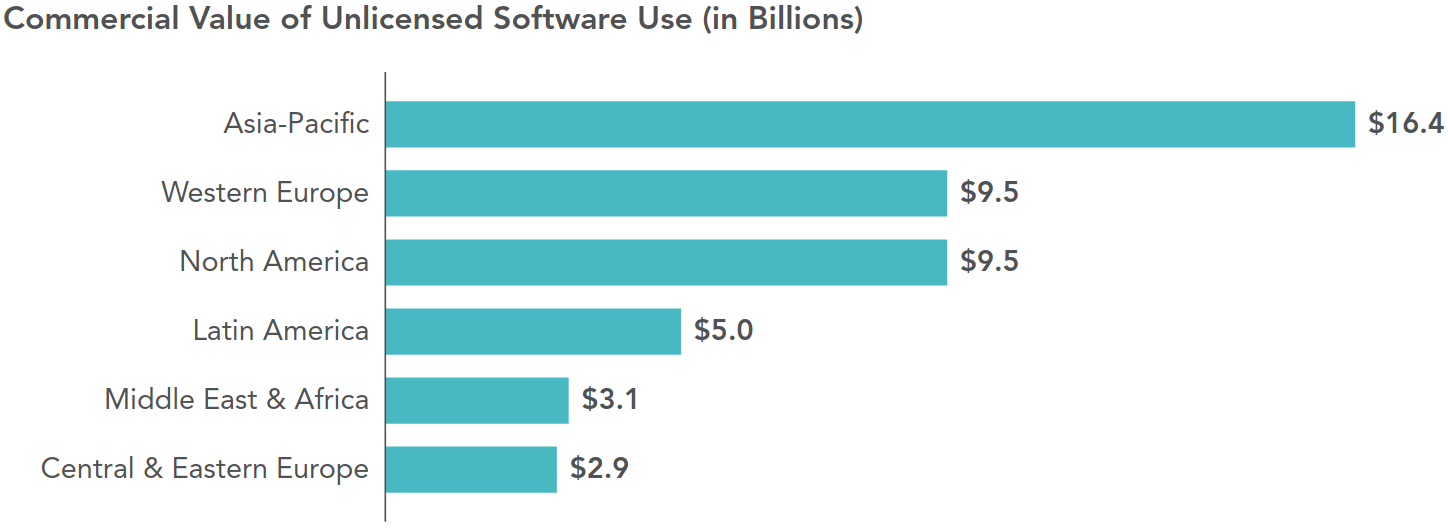 Commercial Value of Unlicensed Software Use (in Billions)
Asia-Pacific $16.4
Western Europe $9.5
North America $9.5
Latin America $5.0
Middle East & Africa $3.1
Central & Eastern Europe $2.9